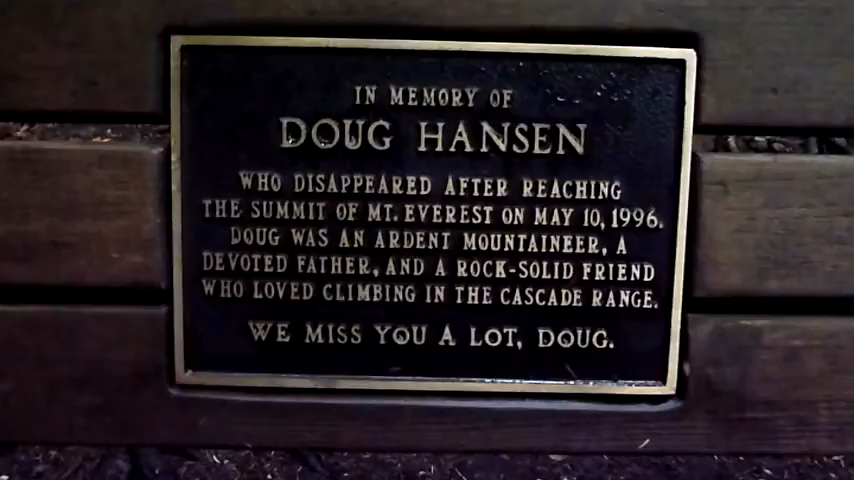 IN MEMORY OF
DOUG HANSEN
WHO DISAPPEARED AFTER REACHING
THE SUMMIT OF MT. EVEREST ON MAY 10, 1996.
DOUG WAS AN ARDENT MOUNTAINEER, A
DEVOTED FATHER, AND A ROCK-SOLID FRIEND
WHO LOVED CLIMBING IN THE CASCADE RANGE.
WE MISS YOU A LOT, DOUG.